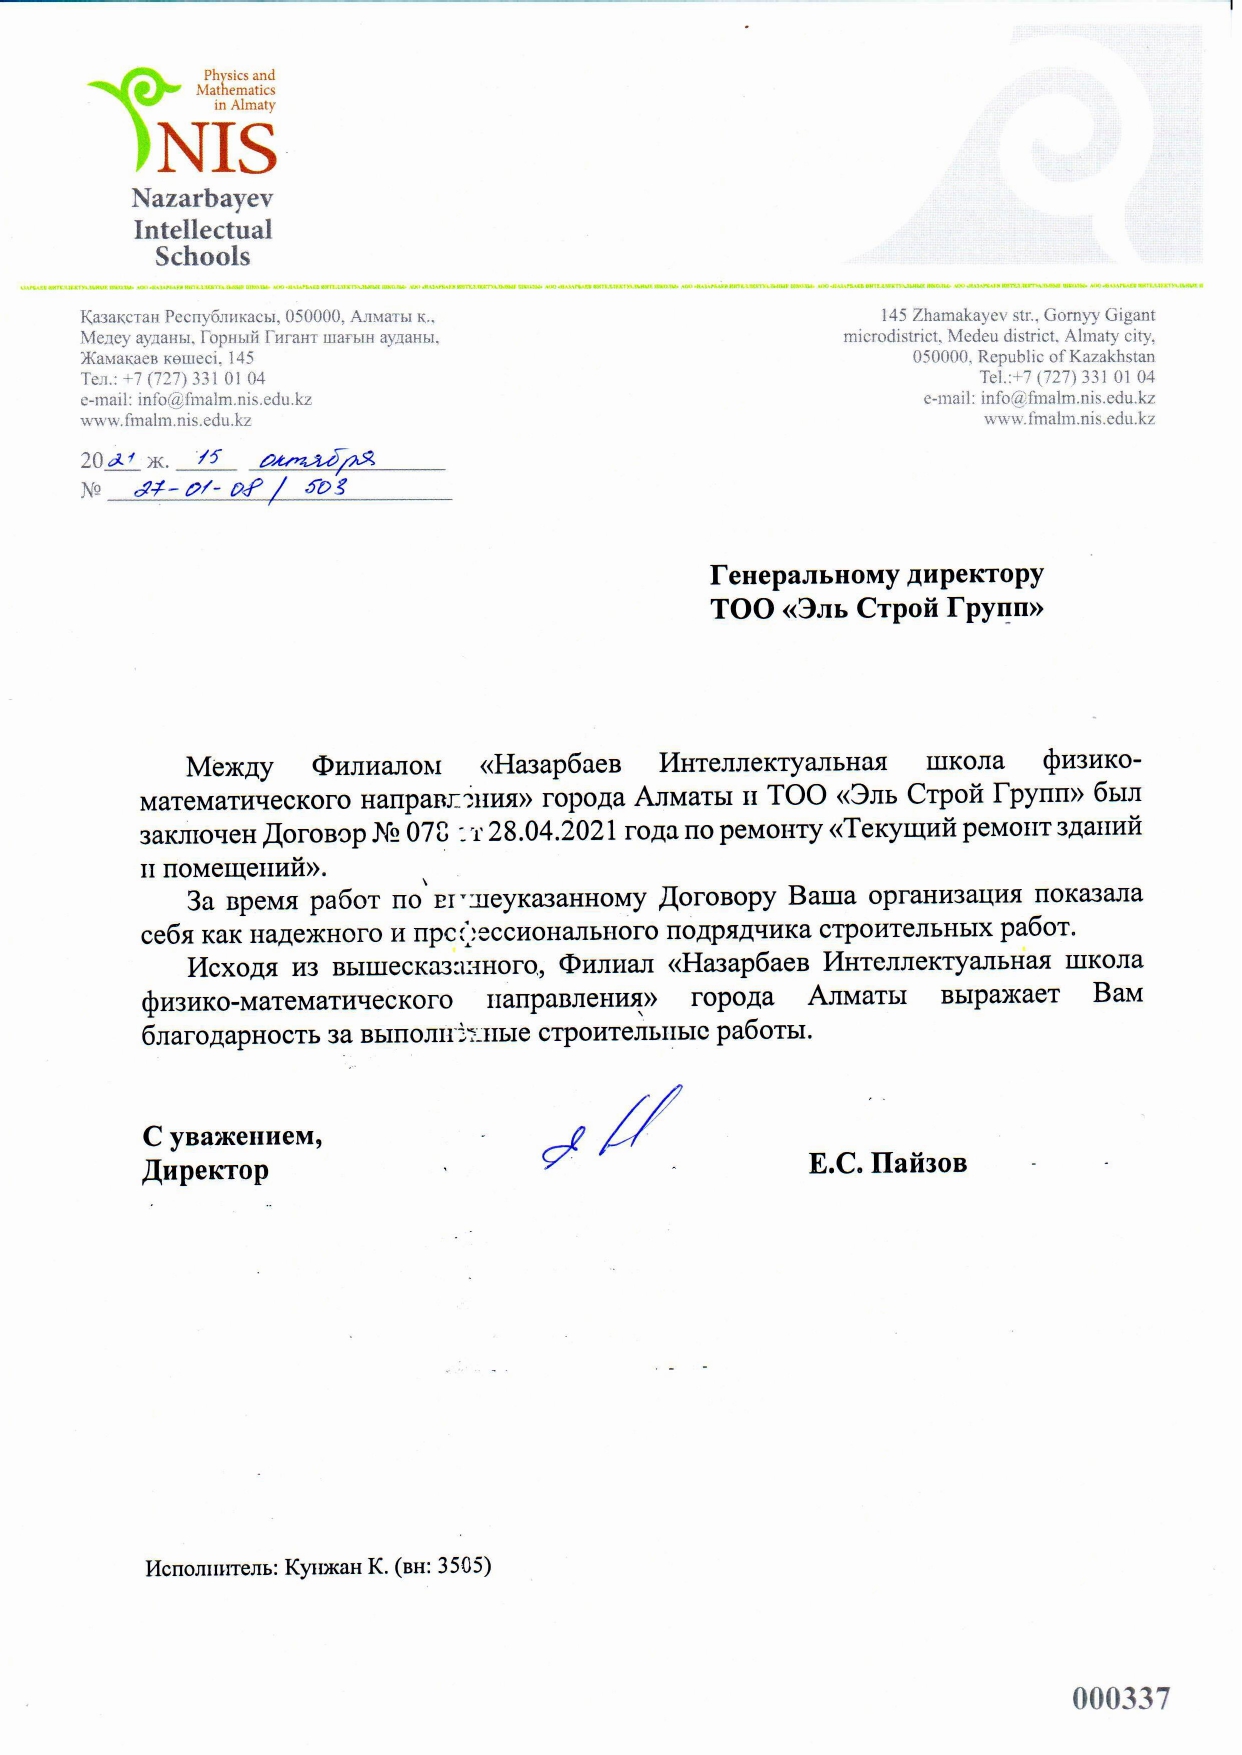 Physics and
Mathematics
in Almaty
NIS
Nazarbayev
Intellectual
Schools
Қазақстан Республикасы, 050000, Алматы к.,
Медеу ауданы, Горный Гигант шағын ауданы,
Жамақаев көшесі, 145
Тел.: +7 (727) 331 01 04
e-mail: info@fmalm.nis.edu.kz
www.fmalm.nis.edu.kz
145 Zhamakayev str., Gornyy Gigant
microdistrict, Medeu district, Almaty city,
050000, Republic of Kazakhstan
Tel.:+7 (727) 331 01 04
e-mail: info@fmalm.nis.edu.kz
www.fmalm.nis.edu.kz
2021 ж. 15 октября
№ 27-01-08 / 503
Генеральному директору
ТОО «Эль Строй Групп»
Между Филиалом «Назарбаев Интеллектуальная школа физико-
математического направления» города Алматы и ТОО «Эль Строй Групп» был
заключен Договор № 078 от 28.04.2021 года по ремонту «Текущий ремонт зданий
и помещений».
За время работ по вышеуказанному Договору Ваша организация показала
себя как надежного и профессионального подрядчика строительных работ.
Исходя из вышесказанного, Филиал «Назарбаев Интеллектуальная школа
физико-математического направления» города Алматы выражает Вам
благодарность за выполненные строительные работы.
С уважением,
Директор
Е.С. Пайзов
Исполнитель: Кунжан К. (вн: 3505)
000337